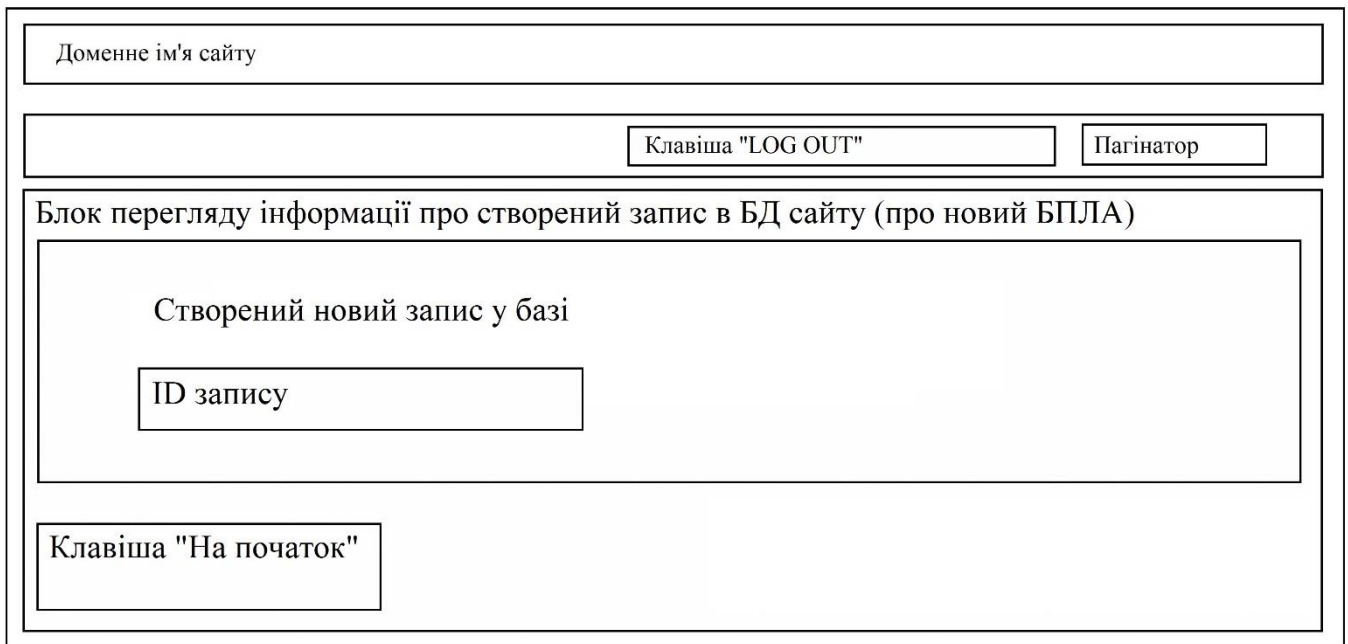 Доменне ім'я сайту
Клавіша "LOG OUT"
Пагінатор
Блок перегляду інформації про створений запис в БД сайту (про новий БПЛА)
Створений новий запис у базі
ID запису
Клавіша "На початок"